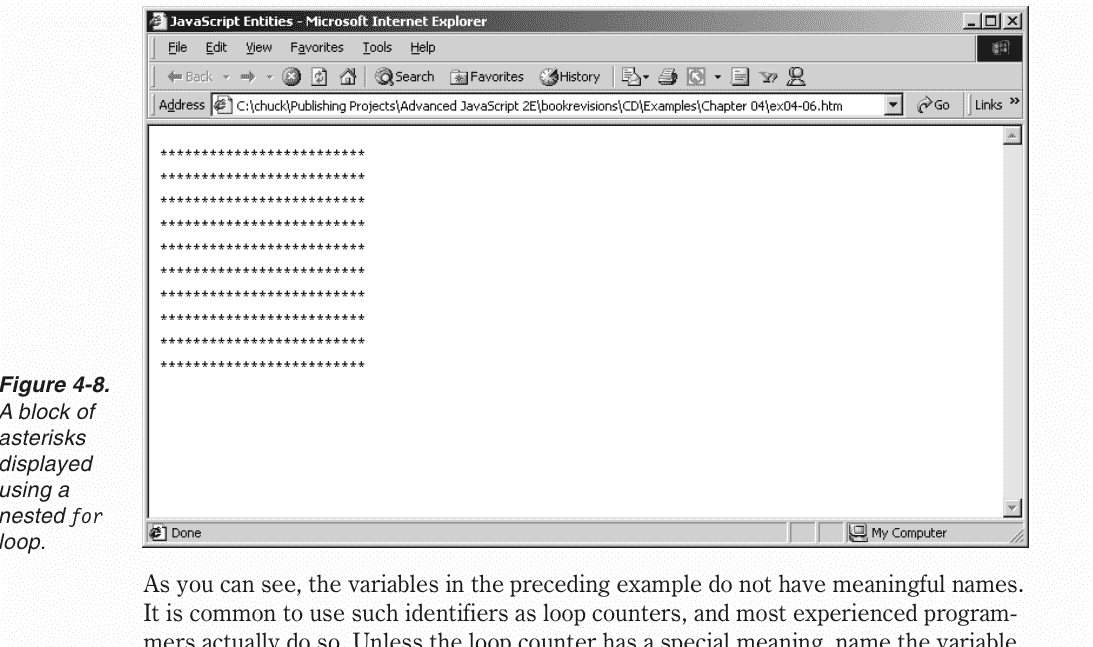 JavaScript Entities - Microsoft Internet Explorer
File Edit View Favorites Tools Help
Back Search Favorites History
Address C:\chuck\Publishing Projects\Advanced JavaScript 2E\bookrevisions\CD\Examples\Chapter 04\ex04-06.htm Go Links »
*************************
*************************
*************************
*************************
*************************
*************************
*************************
*************************
*************************
*************************
Done My Computer
Figure 4-8.
A block of
asterisks
displayed
using a
nested for
loop.
As you can see, the variables in the preceding example do not have meaningful names.
It is common to use such identifiers as loop counters, and most experienced program-
mers actually do so. Unless the loop counter has a special meaning, name the variable